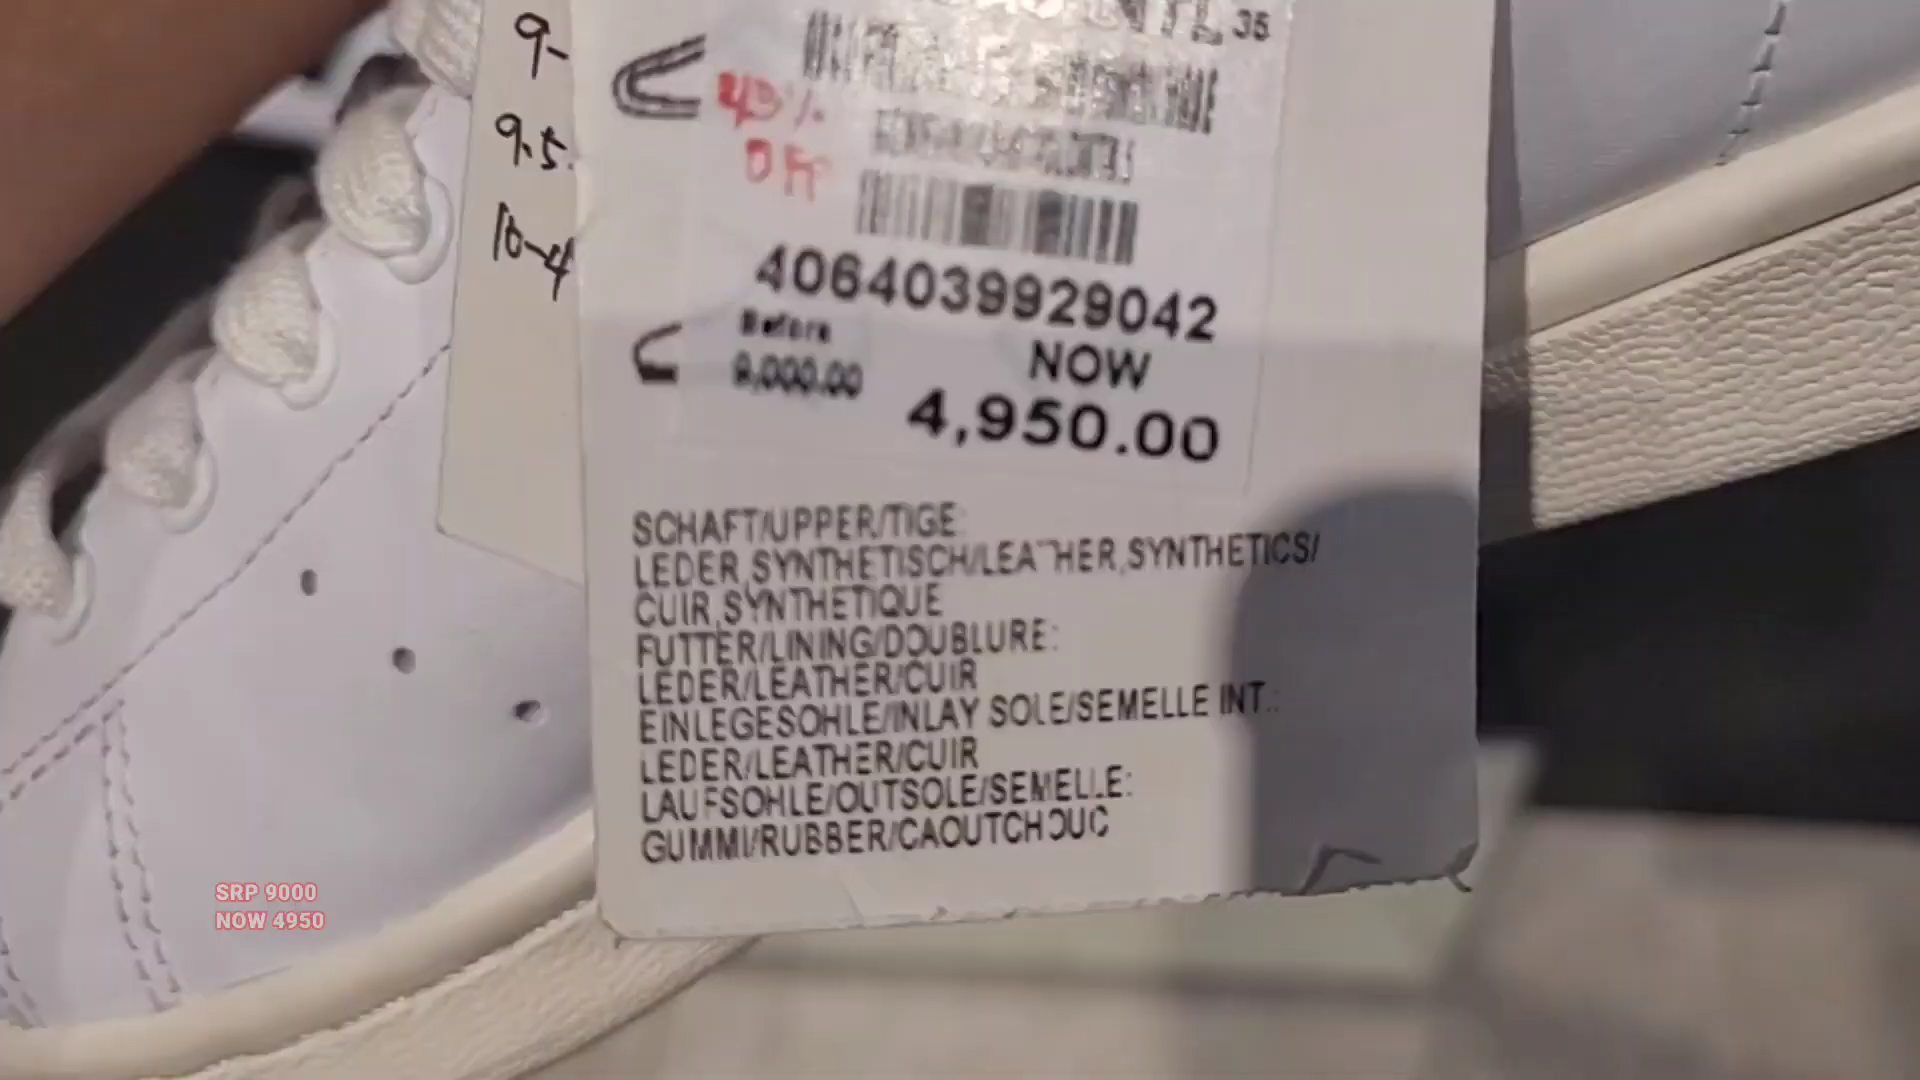 9-
9.5
10-4
35
OFF
4064039929042
Before
9,000.00
NOW
4,950.00
SCHAFT/UPPER/TIGE:
LEDER,SYNTHETISCH/LEATHER,SYNTHETICS/
CUIR,SYNTHETIQUE
FUTTER/LINING/DOUBLURE:
LEDER/LEATHER/CUIR
EINLEGESOHLE/INLAY SOLE/SEMELLE INT.:
LEDER/LEATHER/CUIR
LAUFSOHLE/OUTSOLE/SEMELLE:
GUMMI/RUBBER/CAOUTCHOUC
SRP 9000
NOW 4950